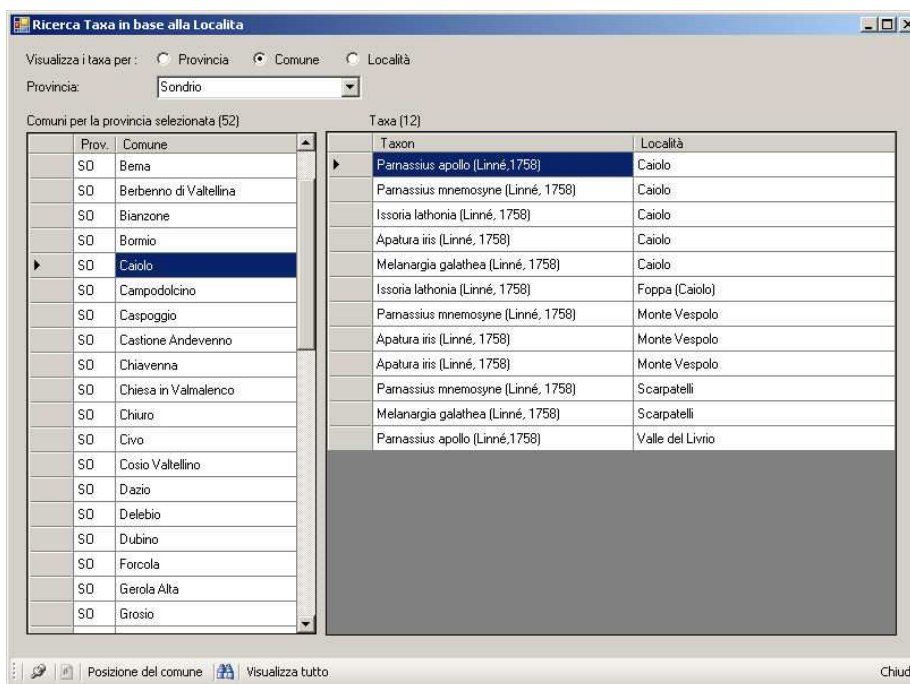 Ricerca Taxa in base alla Localita
Visualizza i taxa per : Provincia Comune Località
Provincia: Sondrio
Comuni per la provincia selezionata (52)
Prov. Comune
SO Bema
SO Berbenno di Valtellina
SO Bianzone
SO Bormio
SO Caiolo
SO Campodolcino
SO Caspoggio
SO Castione Andevenno
SO Chiavenna
SO Chiesa in Valmalenco
SO Chiuro
SO Civo
SO Cosio Valtellino
SO Dazio
SO Delebio
SO Dubino
SO Forcola
SO Gerola Alta
SO Grosio
Taxa (12)
Taxon Località
Parnassius apollo (Linné,1758) Caiolo
Parnassius mnemosyne (Linné, 1758) Caiolo
Issoria lathonia (Linné, 1758) Caiolo
Apatura iris (Linné, 1758) Caiolo
Melanargia galathea (Linné, 1758) Caiolo
Issoria lathonia (Linné, 1758) Foppa (Caiolo)
Parnassius mnemosyne (Linné, 1758) Monte Vespolo
Apatura iris (Linné, 1758) Monte Vespolo
Apatura iris (Linné, 1758) Monte Vespolo
Parnassius mnemosyne (Linné, 1758) Scarpatelli
Melanargia galathea (Linné, 1758) Scarpatelli
Parnassius apollo (Linné,1758) Valle del Livrio
Posizione del comune Visualizza tutto Chiud